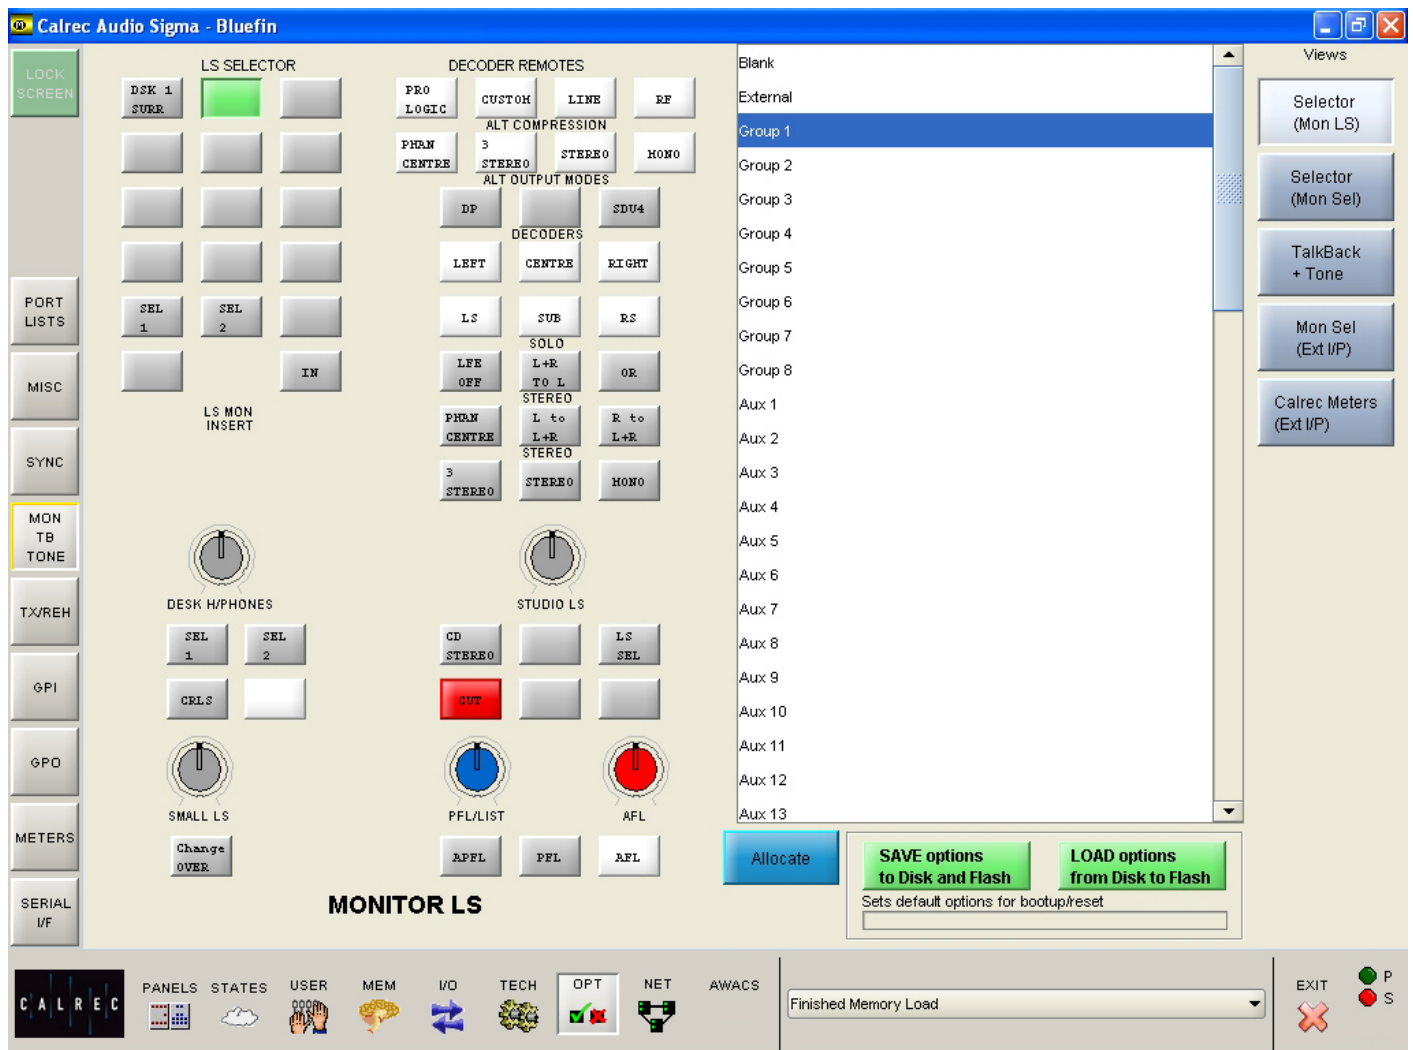 Calrec Audio Sigma - Bluefin
LOCK
SCREEN
PORT
LISTS
MISC
SYNC
MON
TB
TONE
TX/REH
GPI
GPO
METERS
SERIAL
I/F
LS SELECTOR
DSK 1
SURR
SEL
1
SEL
2
IN
LS MON
INSERT
DECODER REMOTES
PRO
LOGIC
CUSTOM
LINE
RF
ALT COMPRESSION
PHAN
CENTRE
3
STEREO
STEREO
MONO
ALT OUTPUT MODES
DP
SDU4
DECODERS
LEFT
CENTRE
RIGHT
LS
SUB
RS
SOLO
LFE
OFF
L+R
TO L
OR
STEREO
PHAN
CENTRE
L to
L+R
R to
L+R
STEREO
3
STEREO
STEREO
MONO
DESK H/PHONES
SEL
1
SEL
2
CRLS
STUDIO LS
CD
STEREO
LS
SEL
CUT
SMALL LS
Change
OVER
PFL/LIST
AFL
APFL
PFL
AFL
MONITOR LS
Blank
External
Group 1
Group 2
Group 3
Group 4
Group 5
Group 6
Group 7
Group 8
Aux 1
Aux 2
Aux 3
Aux 4
Aux 5
Aux 6
Aux 7
Aux 8
Aux 9
Aux 10
Aux 11
Aux 12
Aux 13
Allocate
SAVE options
to Disk and Flash
LOAD options
from Disk to Flash
Sets default options for bootup/reset
Views
Selector
(Mon LS)
Selector
(Mon Sel)
TalkBack
+ Tone
Mon Sel
(Ext I/P)
Calrec Meters
(Ext I/P)
CALREC
PANELS
STATES
USER
MEM
I/O
TECH
OPT
NET
AWACS
Finished Memory Load
EXIT
P
S